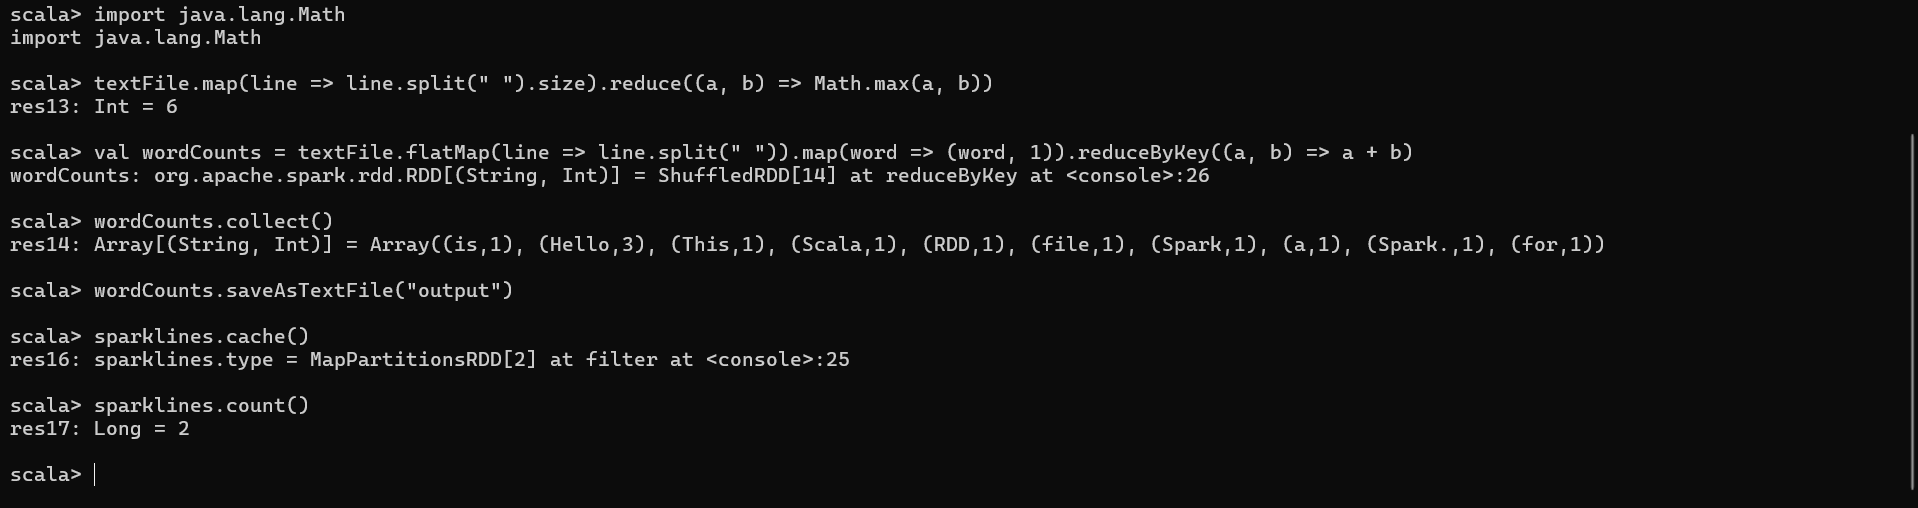 scala> import java.lang.Math
import java.lang.Math
scala> textFile.map(line => line.split(" ").size).reduce((a, b) => Math.max(a, b))
res13: Int = 6
scala> val wordCounts = textFile.flatMap(line => line.split(" ")).map(word => (word, 1)).reduceByKey((a, b) => a + b)
wordCounts: org.apache.spark.rdd.RDD[(String, Int)] = ShuffledRDD[14] at reduceByKey at <console>:26
scala> wordCounts.collect()
res14: Array[(String, Int)] = Array((is,1), (Hello,3), (This,1), (Scala,1), (RDD,1), (file,1), (Spark,1), (a,1), (Spark.,1), (for,1))
scala> wordCounts.saveAsTextFile("output")
scala> sparklines.cache()
res16: sparklines.type = MapPartitionsRDD[2] at filter at <console>:25
scala> sparklines.count()
res17: Long = 2
scala>